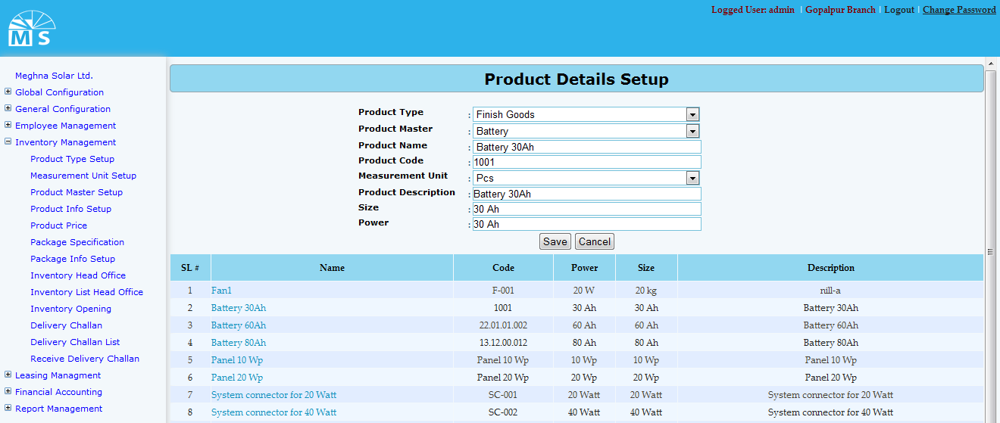 Logged User: admin | Gopalpur Branch | Logout | Change Password
M S
Meghna Solar Ltd.
Global Configuration
General Configuration
Employee Management
Inventory Management
Product Type Setup
Measurement Unit Setup
Product Master Setup
Product Info Setup
Product Price
Package Specification
Package Info Setup
Inventory Head Office
Inventory List Head Office
Inventory Opening
Delivery Challan
Delivery Challan List
Receive Delivery Challan
Leasing Managment
Financial Accounting
Report Management
Product Details Setup
Product Type : Finish Goods
Product Master : Battery
Product Name : Battery 30Ah
Product Code : 1001
Measurement Unit : Pcs
Product Description : Battery 30Ah
Size : 30 Ah
Power : 30 Ah
Save Cancel
SL # Name Code Power Size Description
1 Fan1 F-001 20 W 20 kg nill-a
2 Battery 30Ah 1001 30 Ah 30 Ah Battery 30Ah
3 Battery 60Ah 22.01.01.002 60 Ah 60 Ah Battery 60Ah
4 Battery 80Ah 13.12.00.012 80 Ah 80 Ah Battery 80Ah
5 Panel 10 Wp Panel 10 Wp 10 Wp 10 Wp Panel 10 Wp
6 Panel 20 Wp Panel 20 Wp 20 Wp 20 Wp Panel 20 Wp
7 System connector for 20 Watt SC-001 20 Watt 20 Watt System connector for 20 Watt
8 System connector for 40 Watt SC-002 40 Watt 40 Watt System connector for 40 Watt